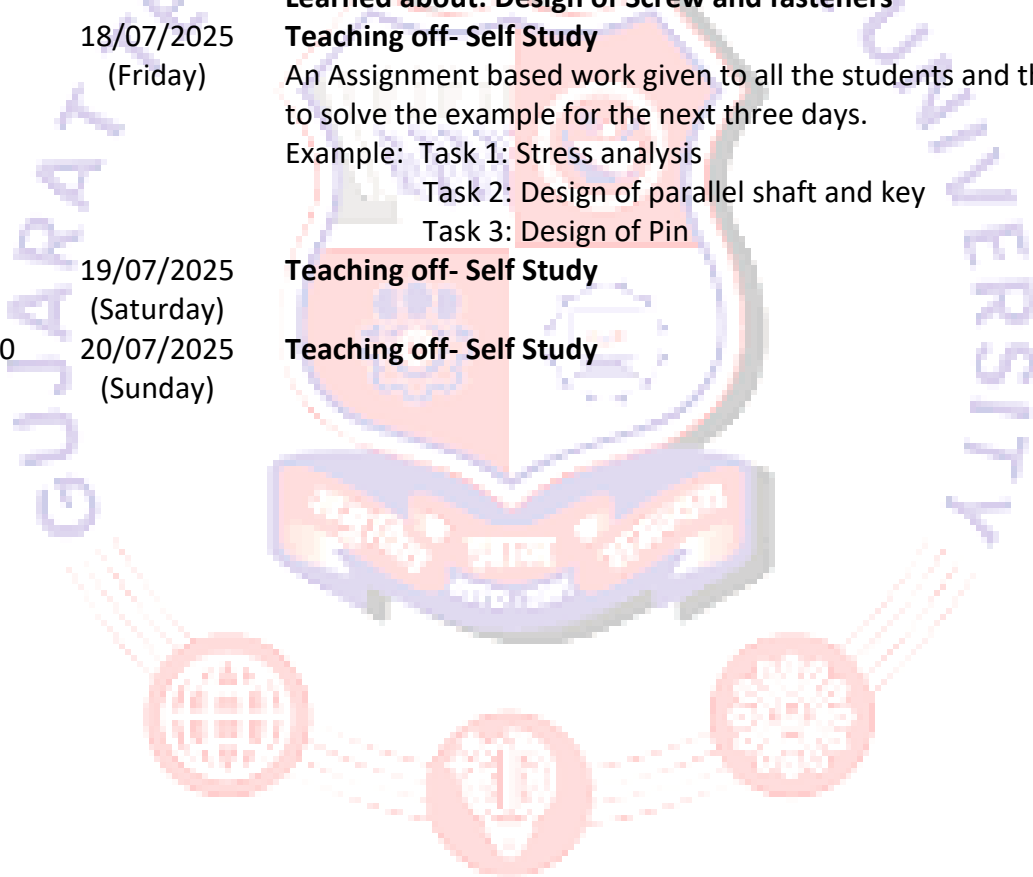 Learned about: Design of Screw and fasteners
18/07/2025 Teaching off- Self Study
(Friday) An Assignment based work given to all the students and th
to solve the example for the next three days.
Example: Task 1: Stress analysis
Task 2: Design of parallel shaft and key
Task 3: Design of Pin
19/07/2025 Teaching off- Self Study
(Saturday)
0 20/07/2025 Teaching off- Self Study
(Sunday)
GUJARAT
UNIVERSITY